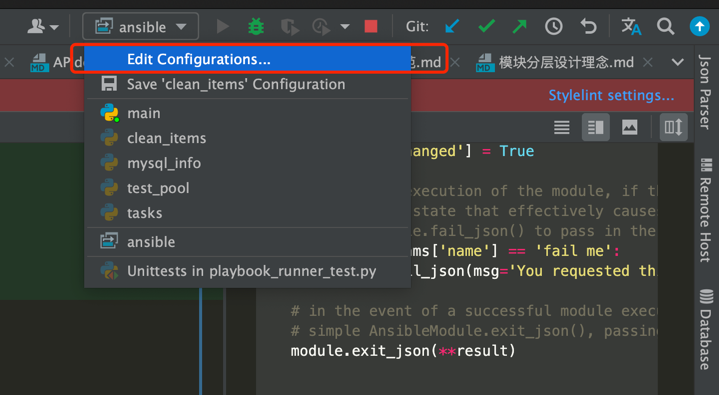 ansible
Git:
AP
Edit Configurations...
.md
模块分层设计理念.md
Save 'clean_items' Configuration
Stylelint settings...
main
clean_items
mysql_info
test_pool
tasks
ansible
Unittests in playbook_runner_test.py
anged'] = True
xecution of the module, if th
state that effectively cause
e.fail_json() to pass in the
ms['name'] == 'fail me':
l_json(msg='You requested th
# in the event of a successful module exec
# simple AnsibleModule.exit_json(), passin
module.exit_json(**result)
Json Parser
Remote Host
Database